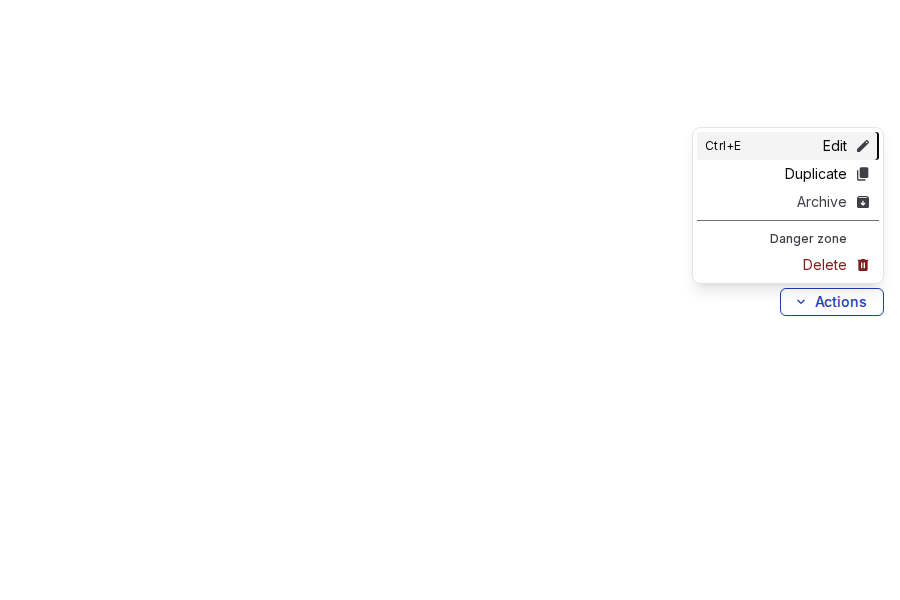 Edit Ctrl+E
Duplicate
Archive
Danger zone
Delete
Actions